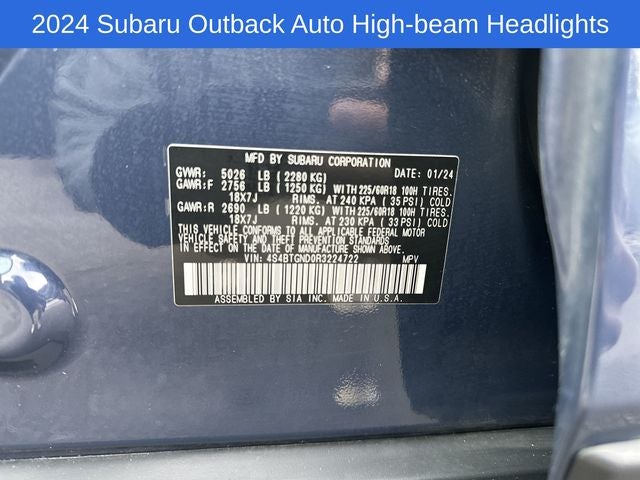 2024 Subaru Outback Auto High-beam Headlights
MFD BY SUBARU CORPORATION
GVWR: 5026 LB (2280 KG) DATE: 01/24
GAWR:F 2756 LB (1250 KG) WITH 225/60R18 100H TIRES.
18X7J RIMS. AT 240 KPA (35 PSI) COLD
GAWR:R 2690 LB (1220 KG) WITH 225/60R18 100H TIRES.
18X7J RIMS. AT 230 KPA (33 PSI) COLD
THIS VEHICLE CONFORMS TO ALL APPLICABLE FEDERAL MOTOR
VEHICLE SAFETY AND THEFT PREVENTION STANDARDS
IN EFFECT ON THE DATE OF MANUFACTURE SHOWN ABOVE.
VIN: 4S4BTGND0R3224722 MPV
ASSEMBLED BY SIA INC. IN U.S.A.